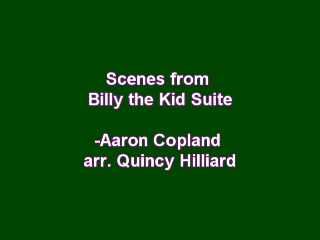 Scenes from
Billy the Kid Suite
-Aaron Copland
arr. Quincy Hilliard